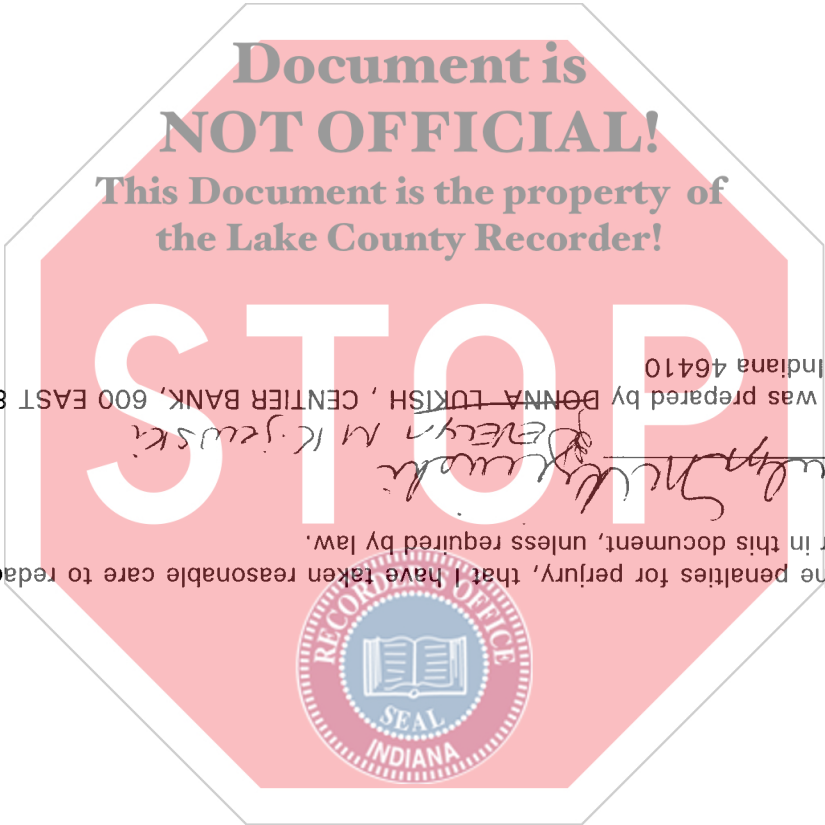 Document is
NOT OFFICIAL!
This Document is the property of
the Lake County Recorder!
STOP
RECORDER'S OFFICE
SEAL
INDIANA
ne penalties for perjury, that I have taken reasonable care to redac
r in this document, unless required by law.
EVELYN M Kijewski
was prepared by DONNA LUKISH , CENTIER BANK, 600 EAST 8
Indiana 46410